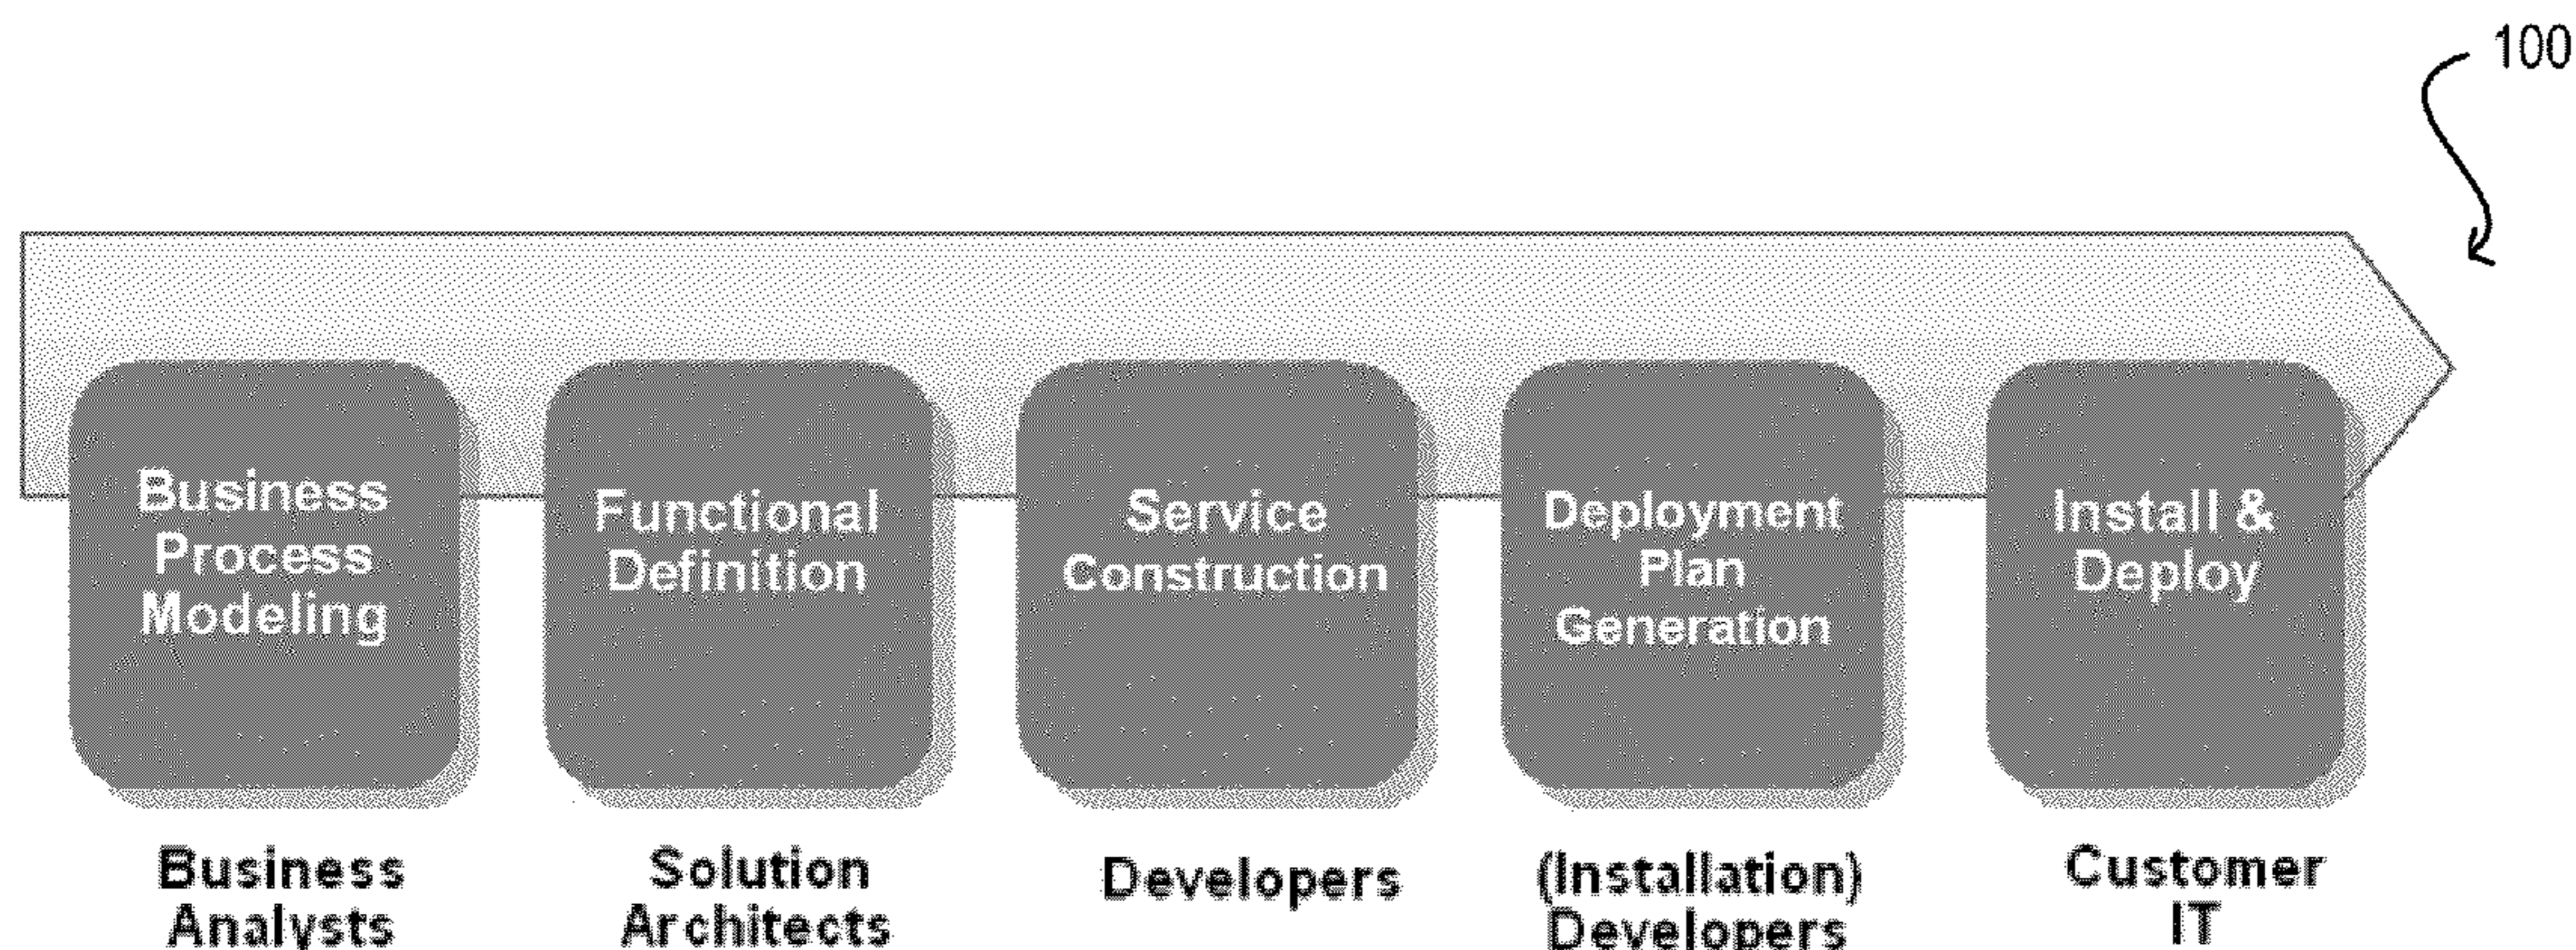 100
Business
Process
Modeling
Functional
Definition
Service
Construction
Deployment
Plan
Generation
Install &
Deploy
Business
Analysts
Solution
Architects
Developers
(Installation)
Developers
Customer
IT